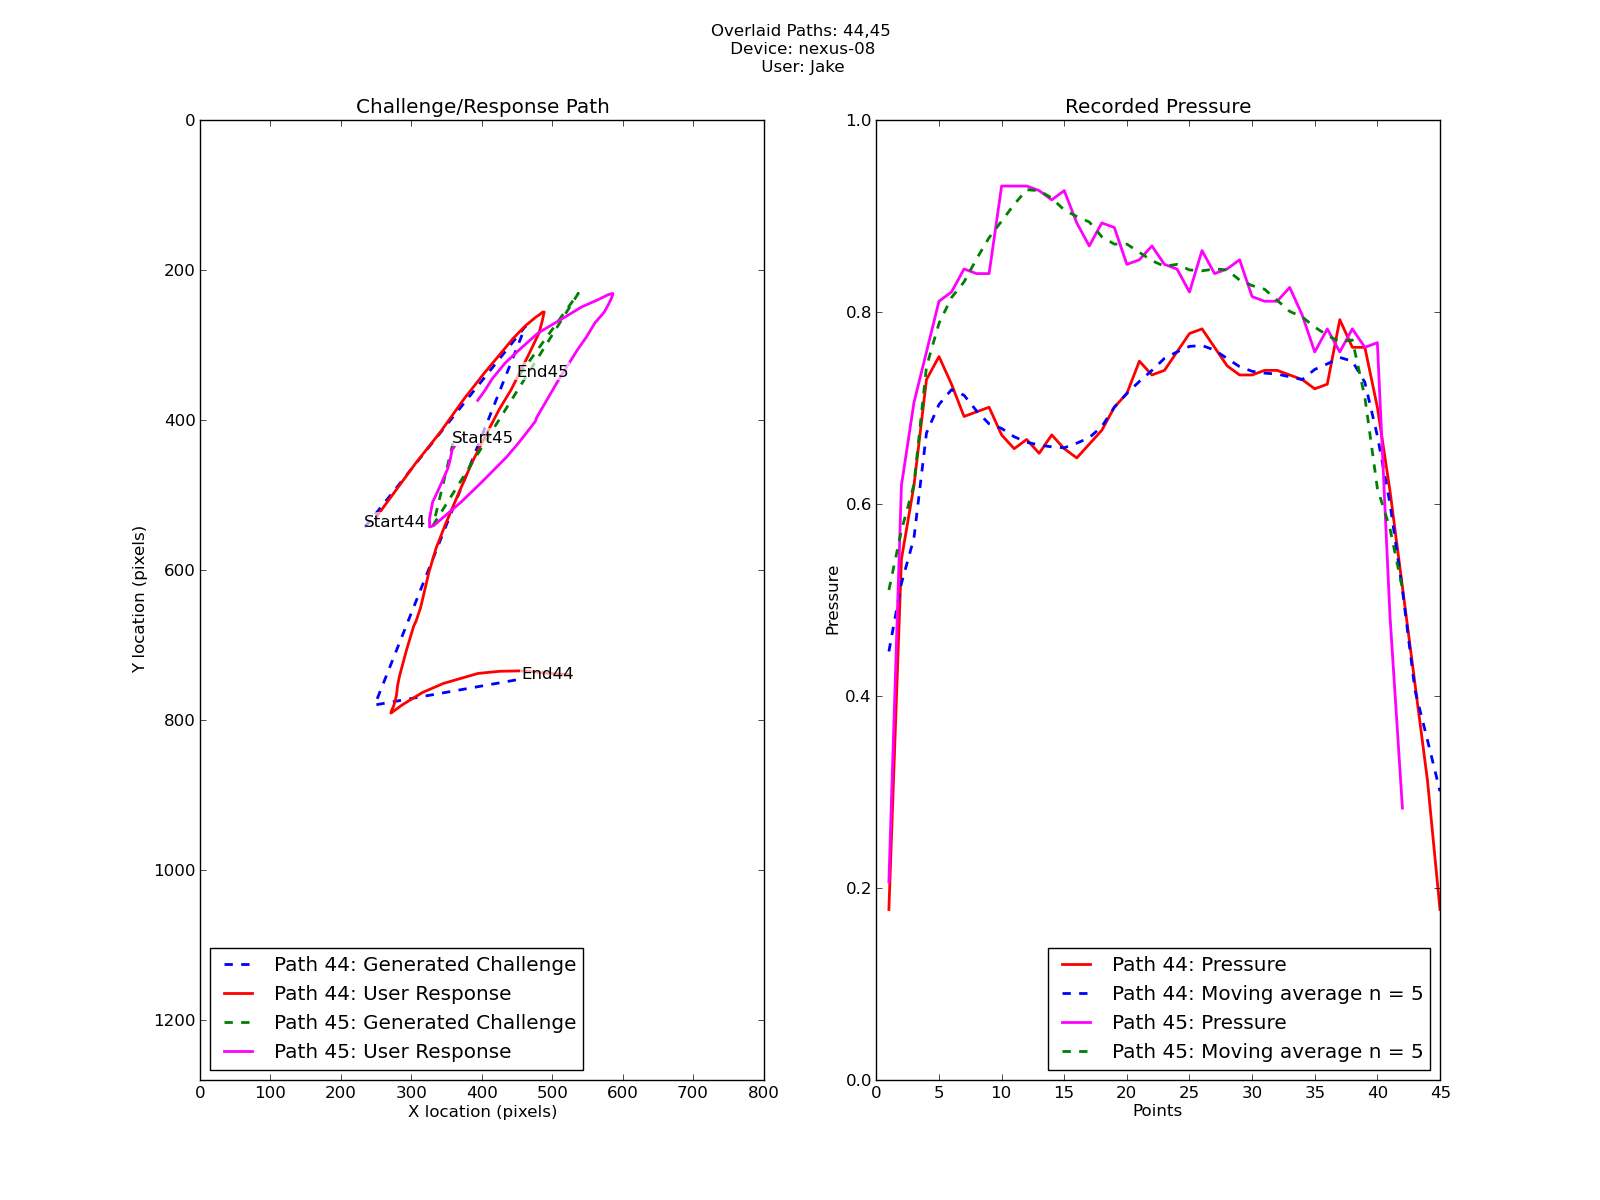 Overlaid Paths: 44,45
Device: nexus-08
User: Jake
Challenge/Response Path
0
200
400
600
800
1000
1200
Y location (pixels)
End45
Start45
Start44
End44
Path 44: Generated Challenge
Path 44: User Response
Path 45: Generated Challenge
Path 45: User Response
0 100 200 300 400 500 600 700 800
X location (pixels)
Recorded Pressure
1.0
0.8
0.6
0.4
0.2
0.0
Pressure
Path 44: Pressure
Path 44: Moving average n = 5
Path 45: Pressure
Path 45: Moving average n = 5
0 5 10 15 20 25 30 35 40 45
Points